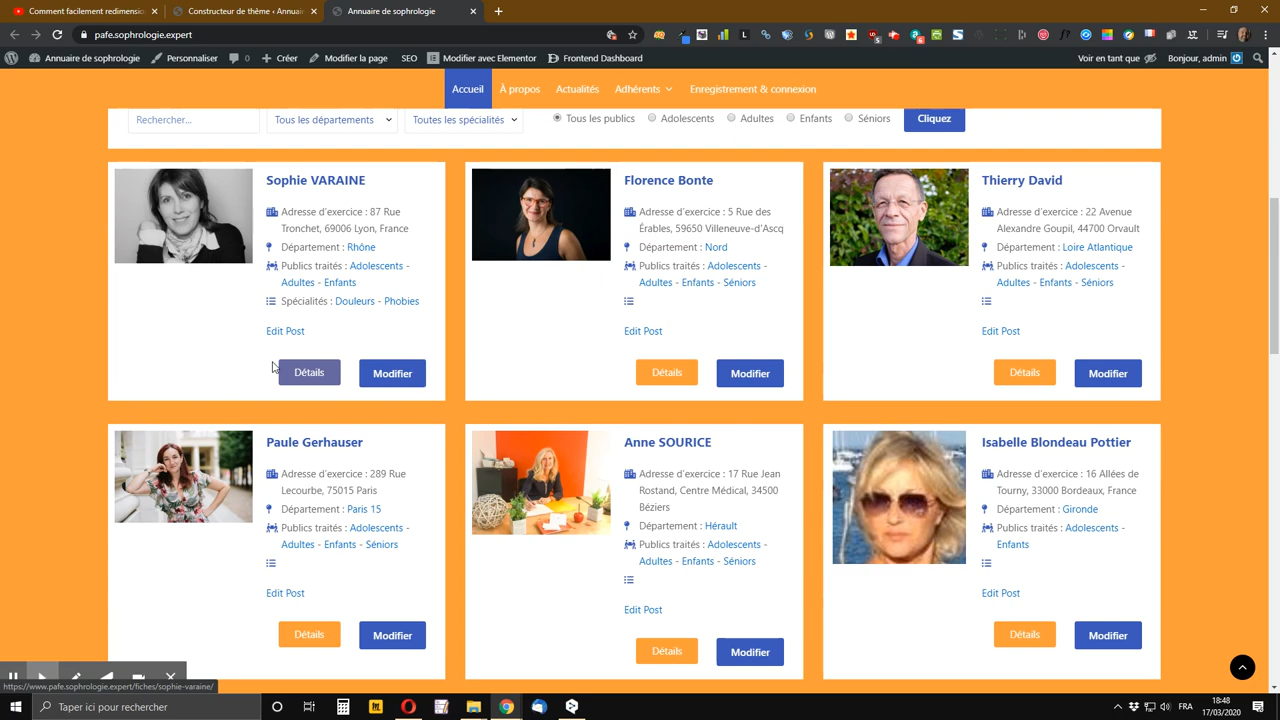 Comment facilement red
Annuaire de sophrologi
pafe.sophrologie.expert
Annuaire de sophrologie
Personnaliser
0
Créer
Modifier la page
SEO
Modifier avec Elementor
Frontend Dashboard
Voir en tant que
Bonjour, admin
Accueil
À propos
Actualités
Adhérents
Enregistrement & connexion
Rechercher...
Tous les départements
Toutes les spécialités
Tous les publics
Adolescents
Adultes
Enfants
Séniors
Cliquez
Sophie VARAINE
Adresse d'exercice : 87 Rue
Tronchet, 69006 Lyon, France
Département : Rhône
Publics traités : Adolescents -
Adultes - Enfants
Spécialités : Douleurs - Phobies
Edit Post
Détails
Modifier
Florence Bonte
Adresse d'exercice : 5 Rue des
Érables, 59650 Villeneuve-d'Ascq
Département : Nord
Publics traités : Adolescents -
Adultes - Enfants - Séniors
Edit Post
Détails
Modifier
Thierry David
Adresse d'exercice : 22 Avenue
Alexandre Goupil, 44700 Orvault
Département : Loire Atlantique
Publics traités : Adolescents -
Adultes - Enfants - Séniors
Edit Post
Détails
Modifier
Paule Gerhauser
Adresse d'exercice : 289 Rue
Lecourbe, 75015 Paris
Département : Paris 15
Publics traités : Adolescents -
Adultes - Enfants - Séniors
Edit Post
Détails
Modifier
Anne SOURICE
Adresse d'exercice : 17 Rue Jean
Rostand, Centre Médical, 34500
Béziers
Département : Hérault
Publics traités : Adolescents -
Adultes - Enfants - Séniors
Edit Post
Détails
Modifier
Isabelle Blondeau Pottier
Adresse d'exercice : 16 Allées de
Tourny, 33000 Bordeaux, France
Département : Gironde
Publics traités : Adolescents -
Enfants
Edit Post
Détails
Modifier
https://www.pafe.sophrologie.expert/fiches/sophie-varaine/
Taper ici pour rechercher
FRA
18:48
17/03/2020